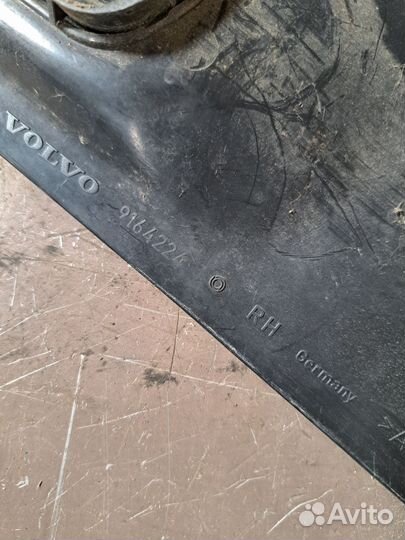 VOLVO
9164224
RH
Germany
>A
Avito